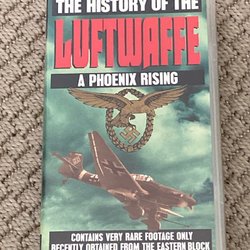 THE HISTORY OF THE
LUFTWAFFE
A PHOENIX RISING
CONTAINS VERY RARE FOOTAGE ONLY
RECENTLY OBTAINED FROM THE EASTERN BLOCK